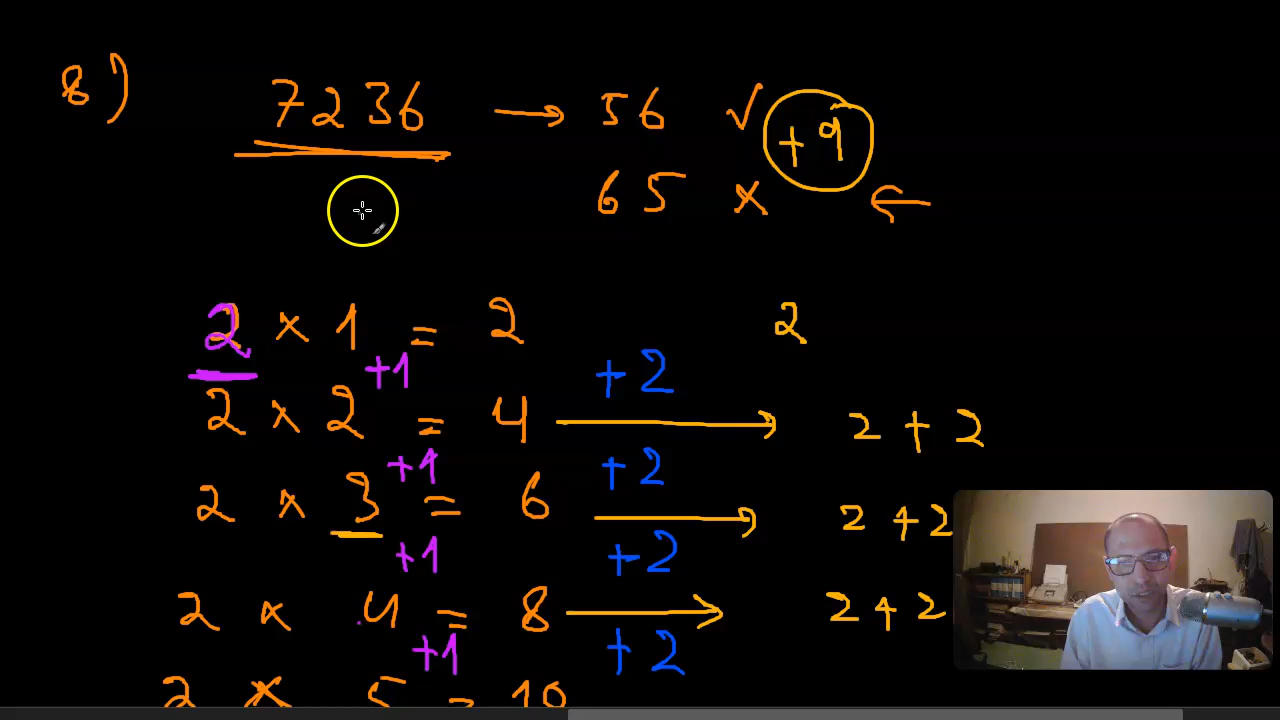 8) 7236 → 56 √ +9
65 × ←
2 × 1 = 2 2
+1 +2
2 × 2 = 4 → 2 + 2
+1 +2
2 × 3 = 6 → 2 + 2
+1 +2
2 × 4 = 8 → 2 + 2
+1 +2
2 × 5 = 10